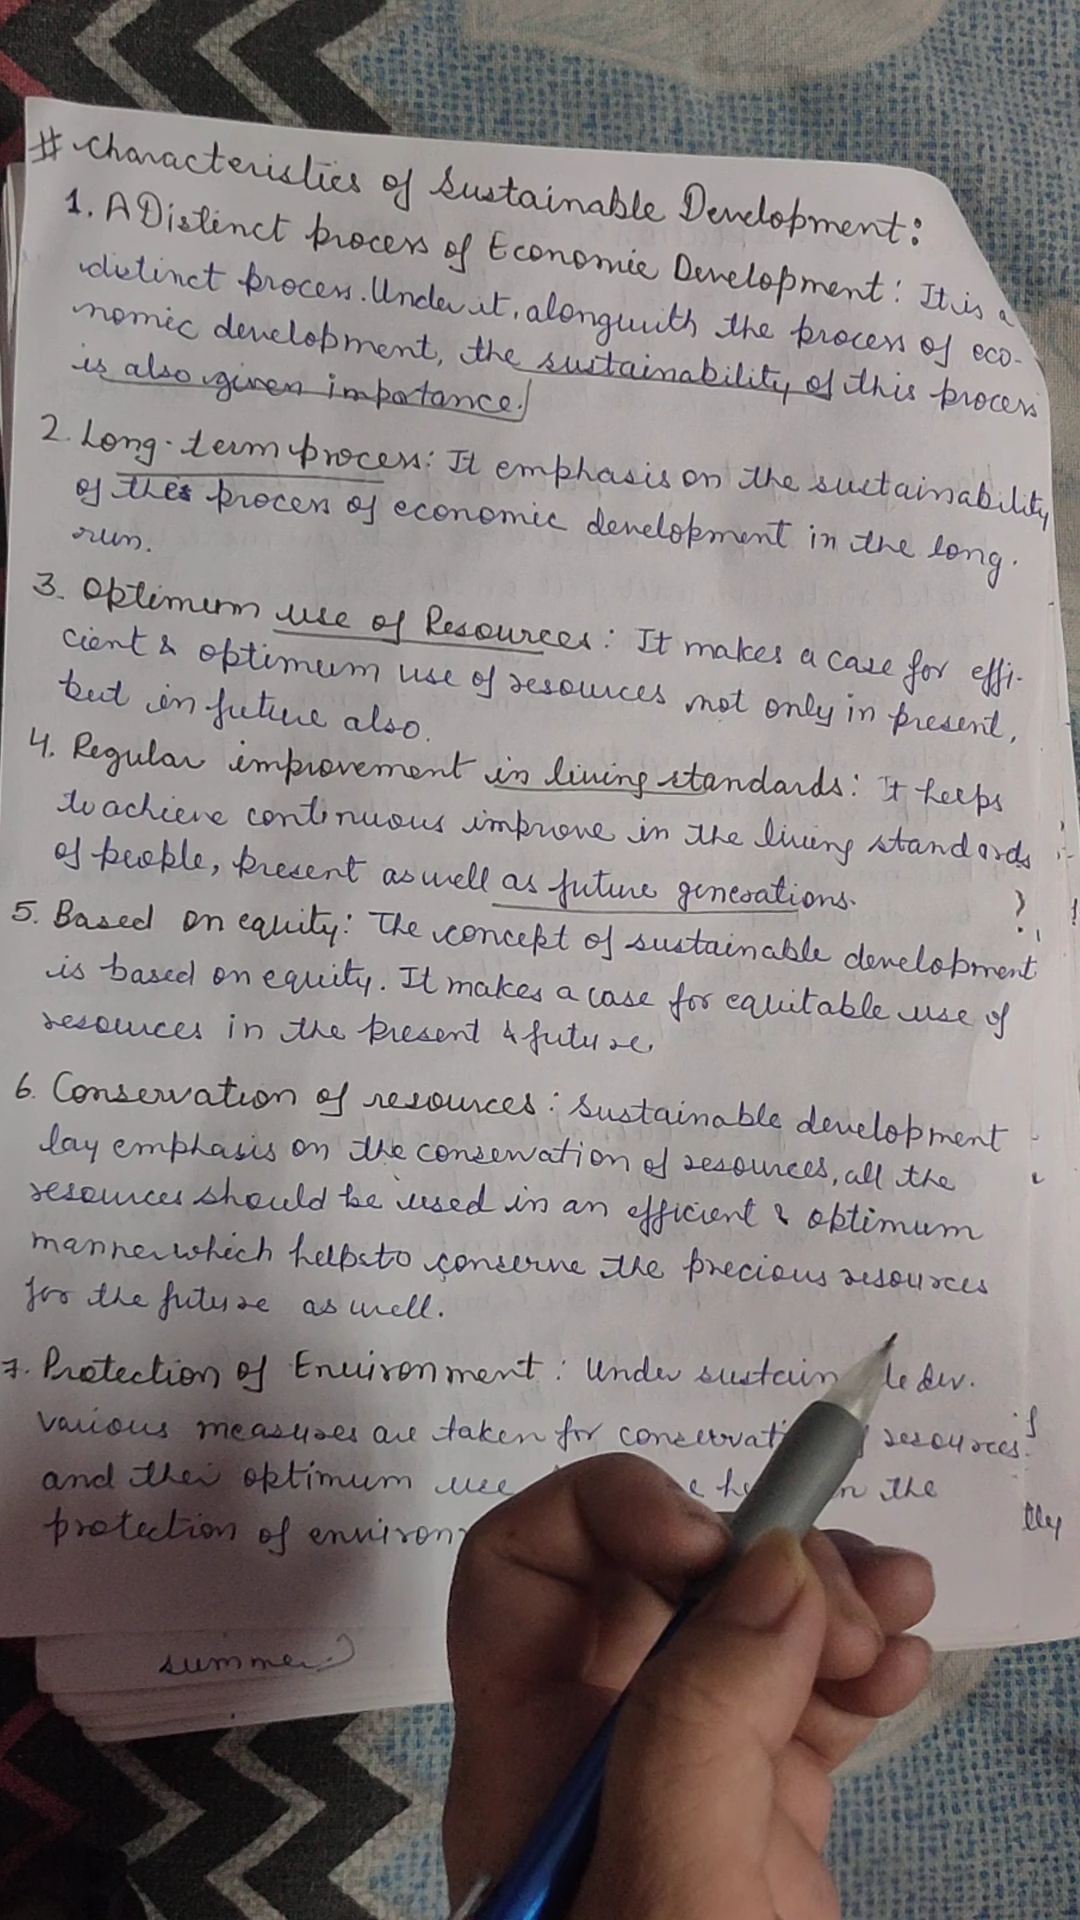 # Characteristics of Sustainable Development:
1. A Distinct process of Economic Development: It is a
distinct process. Under it, alongwith the process of eco-
nomic development, the sustainability of this process
is also given importance.
2. Long-term process: It emphasis on the sustainability
of the process of economic development in the long.
run.
3. Optimum use of Resources: It makes a case for effi-
cient & optimum use of resources not only in present,
but in future also.
4. Regular improvement in living standards: It helps
to achieve continuous improve in the living standards
of people, present as well as future generations.
5. Based on equity: The concept of sustainable development
is based on equity. It makes a case for equitable use of
resources in the present & future.
6. Conservation of resources: Sustainable development
lay emphasis on the conservation of resources, all the
resources should be used in an efficient & optimum
manner which helps to conserve the precious resources
for the future as well.
7. Protection of Environment: Under dev.
various measures are taken for resources.
and their optimum use the
protection of
summer